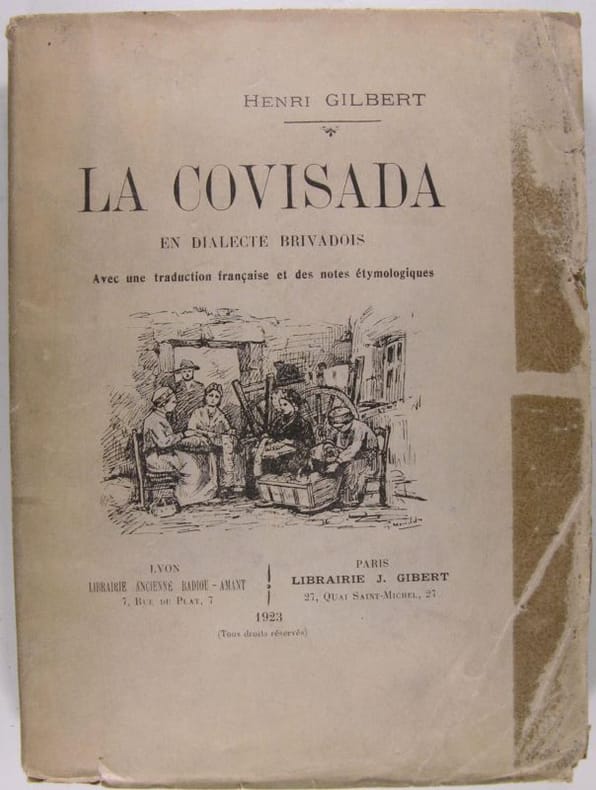 Henri GILBERT
LA COVISADA
EN DIALECTE BRIVADOIS
Avec une traduction française et des notes étymologiques
LYON
LIBRAIRIE ANCIENNE BADIOU-AMANT
7, Rue du Plat, 7
PARIS
LIBRAIRIE J. GIBERT
27, Quai Saint-Michel, 27
1923
(Tous droits réservés)